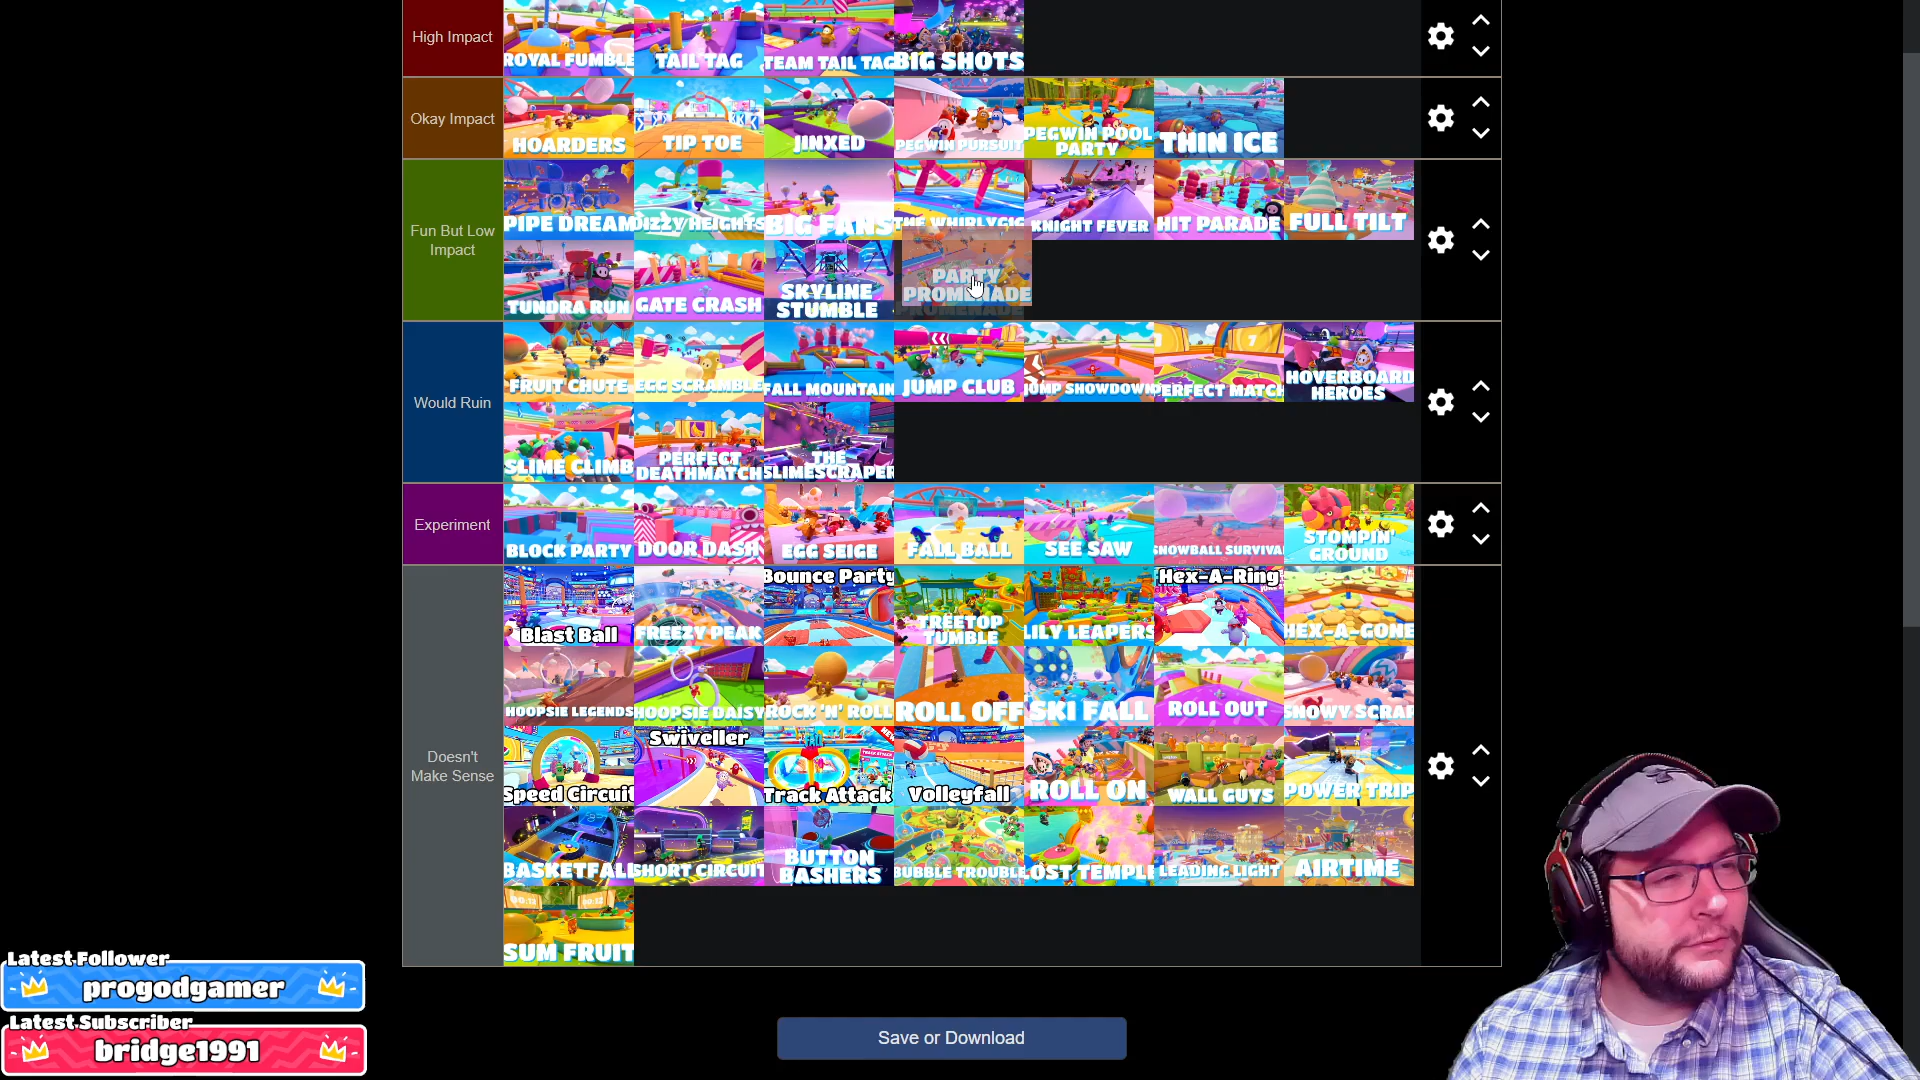 High Impact
ROYAL FUMBLE
TAIL TAG
TEAM TAIL TAG
BIG SHOTS
Okay Impact
HOARDERS
TIP TOE
JINXED
PEGWIN PURSUIT
PEGWIN POOL
PARTY
THIN ICE
Fun But Low
Impact
PIPE DREAM
DIZZY HEIGHTS
BIG FANS
THE WHIRLYGIG
KNIGHT FEVER
HIT PARADE
FULL TILT
TUNDRA RUN
GATE CRASH
SKYLINE
STUMBLE
PARTY
PROMENADE
Would Ruin
FRUIT CHUTE
EGG SCRAMBLE
FALL MOUNTAIN
JUMP CLUB
JUMP SHOWDOWN
PERFECT MATCH
HOVERBOARD
HEROES
SLIME CLIMB
PERFECT
DEATHMATCH
THE
SLIMESCRAPER
Experiment
BLOCK PARTY
DOOR DASH
EGG SEIGE
FALL BALL
SEE SAW
SNOWBALL SURVIVAL
STOMPIN'
GROUND
Doesn't
Make Sense
Blast Ball
FREEZY PEAK
Bounce Party
TREETOP
TUMBLE
LILY LEAPERS
Hex-A-Ring
HEX-A-GONE
HOOPSIE LEGENDS
HOOPSIE DAISY
ROCK 'N' ROLL
ROLL OFF
SKI FALL
ROLL OUT
SNOWY SCRAP
Speed Circuit
Swiveller
Track Attack
Volleyfall
ROLL ON
WALL GUYS
POWER TRIP
BASKETFALL
SHORT CIRCUIT
BUTTON
BASHERS
BUBBLE TROUBLE
LOST TEMPLE
LEADING LIGHT
AIRTIME
SUM FRUIT
Latest Follower
progodgamer
Latest Subscriber
bridge1991
Save or Download